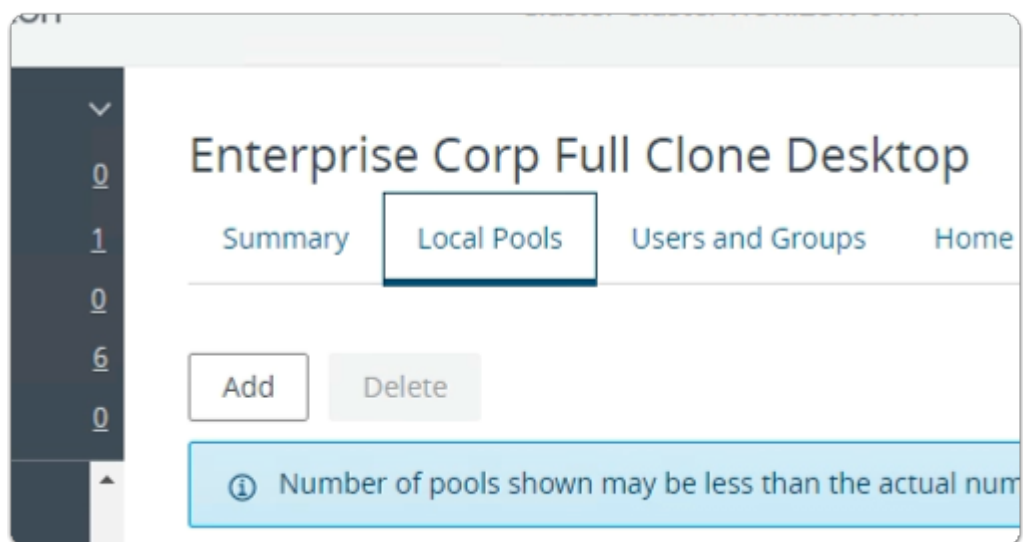 Enterprise Corp Full Clone Desktop
0
1
0
6
0
Summary Local Pools Users and Groups Home
Add Delete
Number of pools shown may be less than the actual num